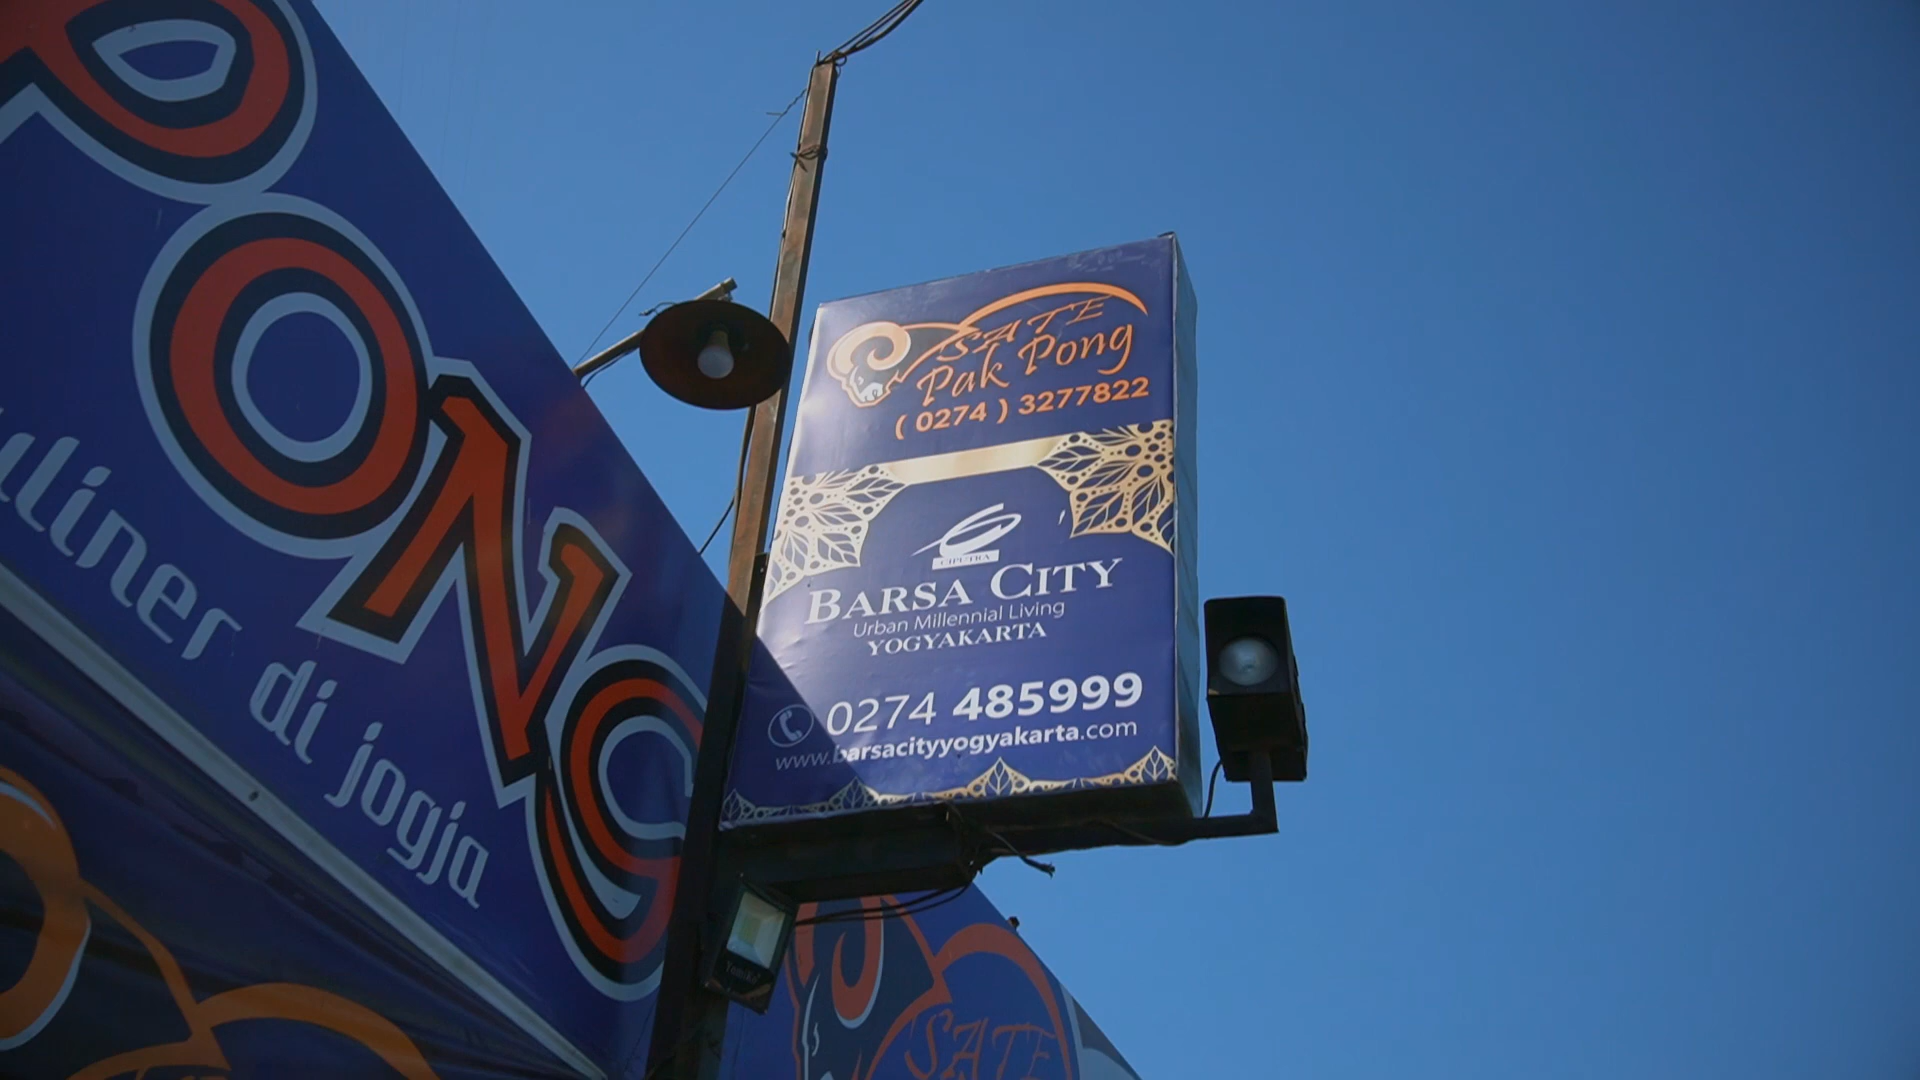 PONG
uliner di jogja
SATE
Pak Pong
( 0274 ) 3277822
CIPUTRA
BARSA CITY
Urban Millennial Living
YOGYAKARTA
0274 485999
www.barsacityyogyakarta.com
SATE